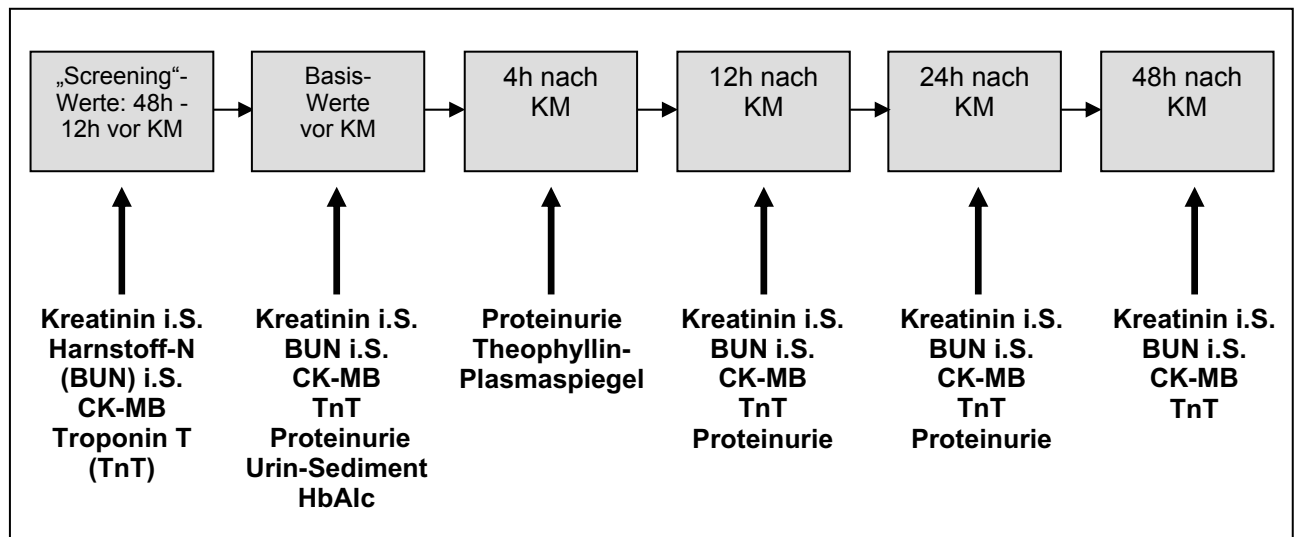 „Screening“-
Werte: 48h -
12h vor KM
Basis-
Werte
vor KM
4h nach
KM
12h nach
KM
24h nach
KM
48h nach
KM
Kreatinin i.S.
Harnstoff-N
(BUN) i.S.
CK-MB
Troponin T
(TnT)
Kreatinin i.S.
BUN i.S.
CK-MB
TnT
Proteinurie
Urin-Sediment
HbAlc
Proteinurie
Theophyllin-
Plasmaspiegel
Kreatinin i.S.
BUN i.S.
CK-MB
TnT
Proteinurie
Kreatinin i.S.
BUN i.S.
CK-MB
TnT
Proteinurie
Kreatinin i.S.
BUN i.S.
CK-MB
TnT